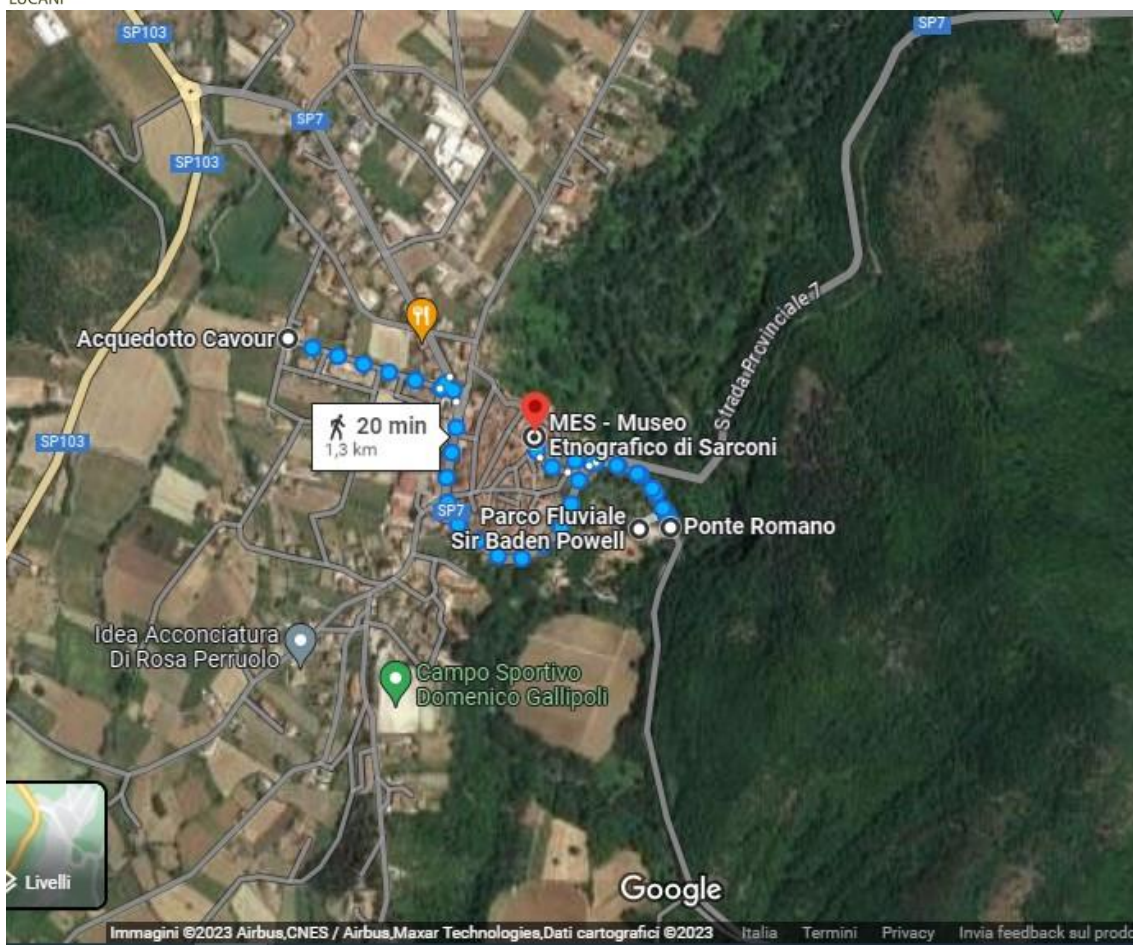 LUCANI
SP103
SP7
SP7
SP103
Acquedotto Cavour
Strada Provinciale 7
20 min
1,3 km
MES - Museo
Etnografico di Sarconi
SP103
SP7
Parco Fluviale
Sir Baden Powell
Ponte Romano
Idea Acconciatura
Di Rosa Perruolo
Campo Sportivo
Domenico Gallipoli
Livelli
Google
Immagini ©2023 Airbus,CNES / Airbus,Maxar Technologies,Dati cartografici ©2023 Italia Termini Privacy Invia feedback sul prodo